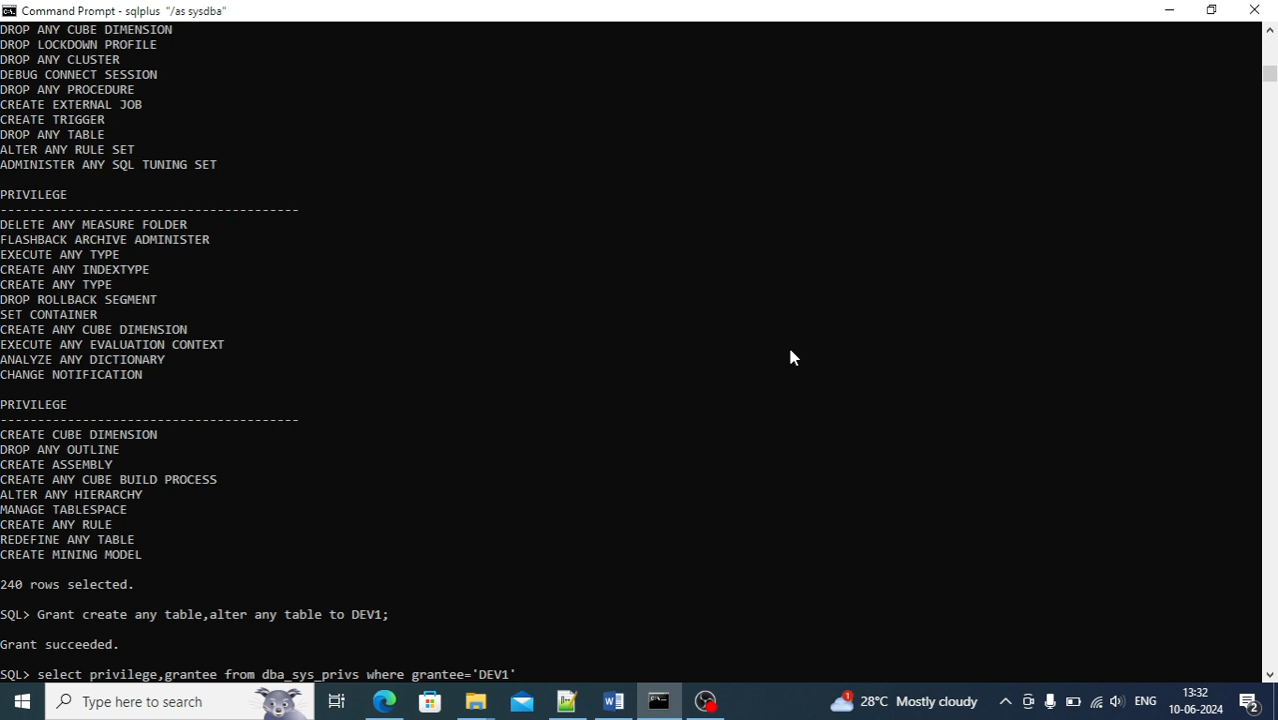 Command Prompt - sqlplus "/as sysdba"
DROP ANY CUBE DIMENSION
DROP LOCKDOWN PROFILE
DROP ANY CLUSTER
DEBUG CONNECT SESSION
DROP ANY PROCEDURE
CREATE EXTERNAL JOB
CREATE TRIGGER
DROP ANY TABLE
ALTER ANY RULE SET
ADMINISTER ANY SQL TUNING SET
PRIVILEGE
----------------------------------------
DELETE ANY MEASURE FOLDER
FLASHBACK ARCHIVE ADMINISTER
EXECUTE ANY TYPE
CREATE ANY INDEXTYPE
CREATE ANY TYPE
DROP ROLLBACK SEGMENT
SET CONTAINER
CREATE ANY CUBE DIMENSION
EXECUTE ANY EVALUATION CONTEXT
ANALYZE ANY DICTIONARY
CHANGE NOTIFICATION
PRIVILEGE
----------------------------------------
CREATE CUBE DIMENSION
DROP ANY OUTLINE
CREATE ASSEMBLY
CREATE ANY CUBE BUILD PROCESS
ALTER ANY HIERARCHY
MANAGE TABLESPACE
CREATE ANY RULE
REDEFINE ANY TABLE
CREATE MINING MODEL
240 rows selected.
SQL> Grant create any table,alter any table to DEV1;
Grant succeeded.
SQL> select privilege,grantee from dba_sys_privs where grantee='DEV1'
Type here to search
1
28°C Mostly cloudy
ENG
13:32
10-06-2024
2